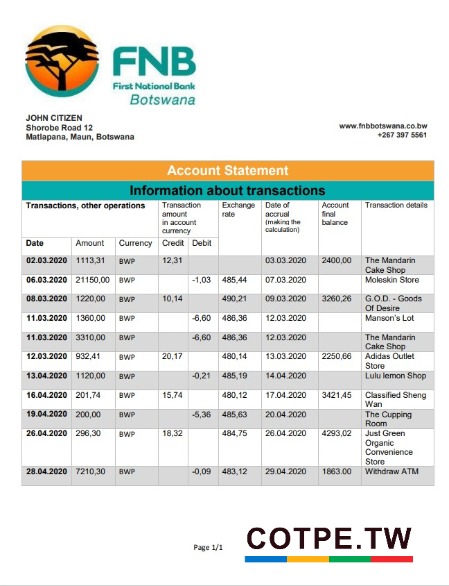 FNB
First National Bank
Botswana
JOHN CITIZEN
Shorobe Road 12
Matlapana, Maun, Botswana
www.fnbbotswana.co.bw
+267 397 5561
Account Statement
Information about transactions
Transactions, other operations Transaction amount in account currency Exchange rate Date of accrual (making the calculation) Account final balance Transaction details
Date Amount Currency Credit Debit
02.03.2020 1113,31 BWP 12,31 03.03.2020 2400,00 The Mandarin Cake Shop
06.03.2020 21150,00 BWP -1,03 485,44 07.03.2020 Moleskin Store
08.03.2020 1220,00 BWP 10,14 490,21 09.03.2020 3260,26 G.O.D. - Goods Of Desire
11.03.2020 1360,00 BWP -6,60 486,36 12.03.2020 Manson's Lot
11.03.2020 3310,00 BWP -6,60 486,36 12.03.2020 The Mandarin Cake Shop
12.03.2020 932,41 BWP 20,17 480,14 13.03.2020 2250,66 Adidas Outlet Store
13.04.2020 1120,00 BWP -0,21 485,19 14.04.2020 Lulu lemon Shop
16.04.2020 201,74 BWP 15,74 480,12 17.04.2020 3421,45 Classified Sheng Wan
19.04.2020 200,00 BWP -5,36 485,63 20.04.2020 The Cupping Room
26.04.2020 296,30 BWP 18,32 484,75 26.04.2020 4293,02 Just Green Organic Convenience Store
28.04.2020 7210,30 BWP -0,09 483,12 29.04.2020 1863.00 Withdraw ATM
Page 1/1
COTPE.TW